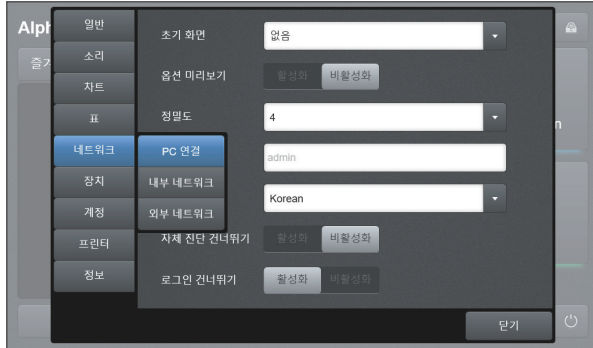 Alph
즐겨
일반
소리
차트
표
네트워크
장치
계정
프린터
정보
PC 연결
내부 네트워크
외부 네트워크
초기 화면
없음
옵션 미리보기
활성화
비활성화
정밀도
4
admin
Korean
자체 진단 건너뛰기
활성화
비활성화
로그인 건너뛰기
활성화
비활성화
n
닫기